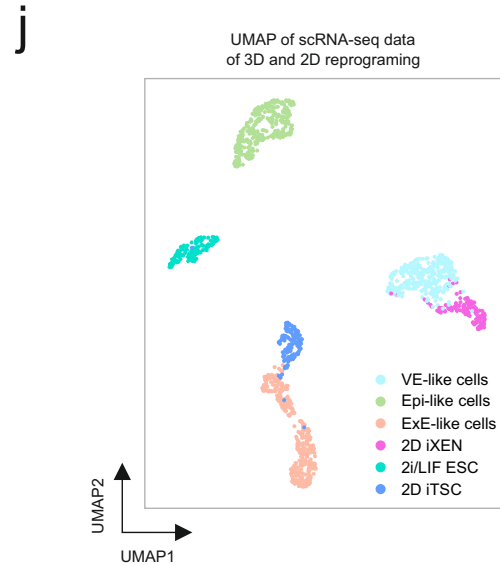 j
UMAP of scRNA-seq data
of 3D and 2D reprograming
VE-like cells
Epi-like cells
ExE-like cells
2D iXEN
2i/LIF ESC
2D iTSC
UMAP2
UMAP1